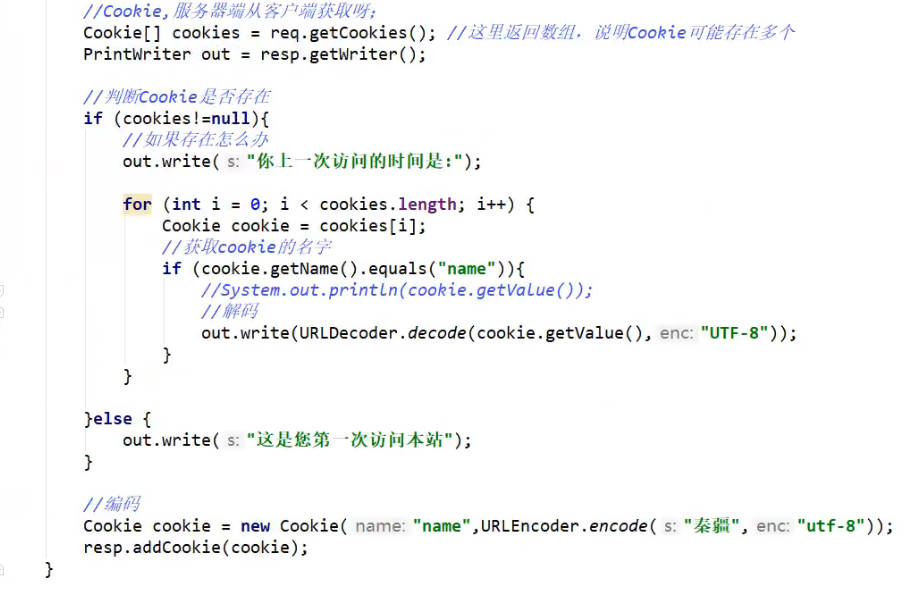 //Cookie,服务器端从客户端获取呀;
Cookie[] cookies = req.getCookies(); //这里返回数组，说明Cookie可能存在多个
PrintWriter out = resp.getWriter();
//判断Cookie是否存在
if (cookies!=null){
//如果存在怎么办
out.write( s: "你上一次访问的时间是:");
for (int i = 0; i < cookies.length; i++) {
Cookie cookie = cookies[i];
//获取cookie的名字
if (cookie.getName().equals("name")){
//System.out.println(cookie.getValue());
//解码
out.write(URLDecoder.decode(cookie.getValue(), enc: "UTF-8"));
}
}
}else {
out.write( s: "这是您第一次访问本站");
}
//编码
Cookie cookie = new Cookie( name: "name",URLEncoder.encode( s: "秦疆", enc: "utf-8"));
resp.addCookie(cookie);
}